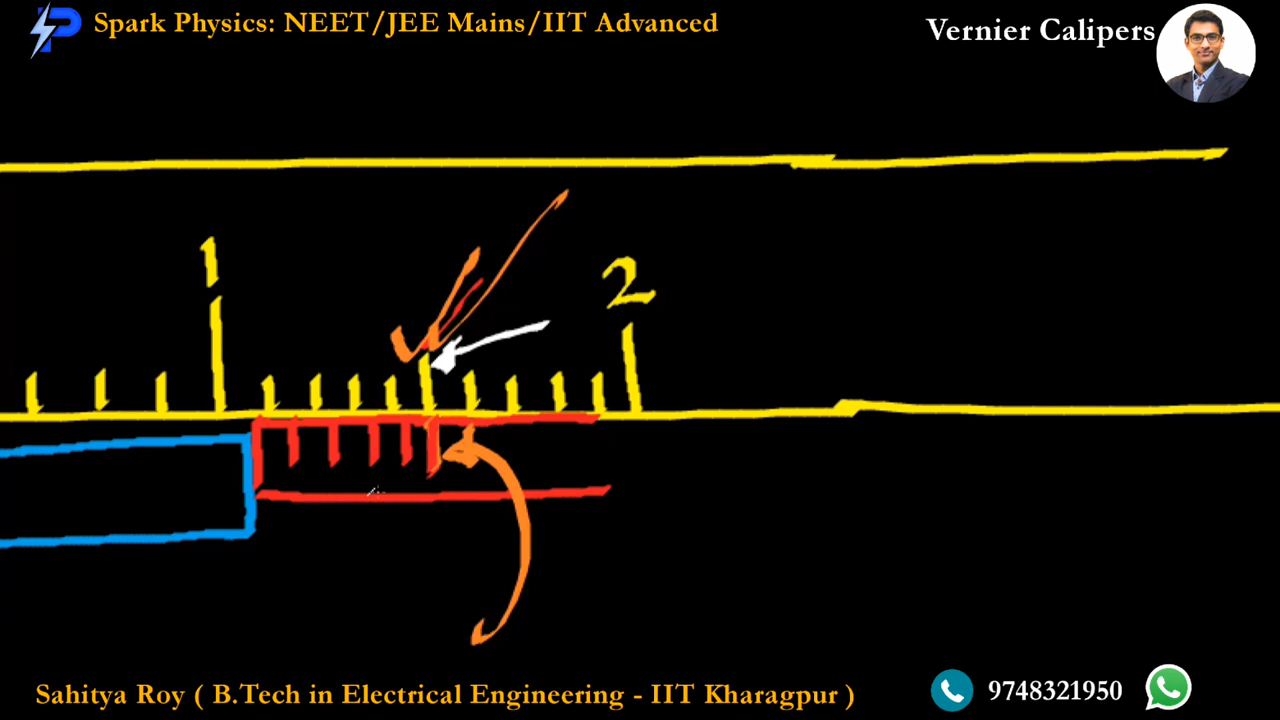 Spark Physics: NEET/JEE Mains/IIT Advanced
Vernier Calipers
1
2
Sahitya Roy ( B.Tech in Electrical Engineering - IIT Kharagpur )
9748321950